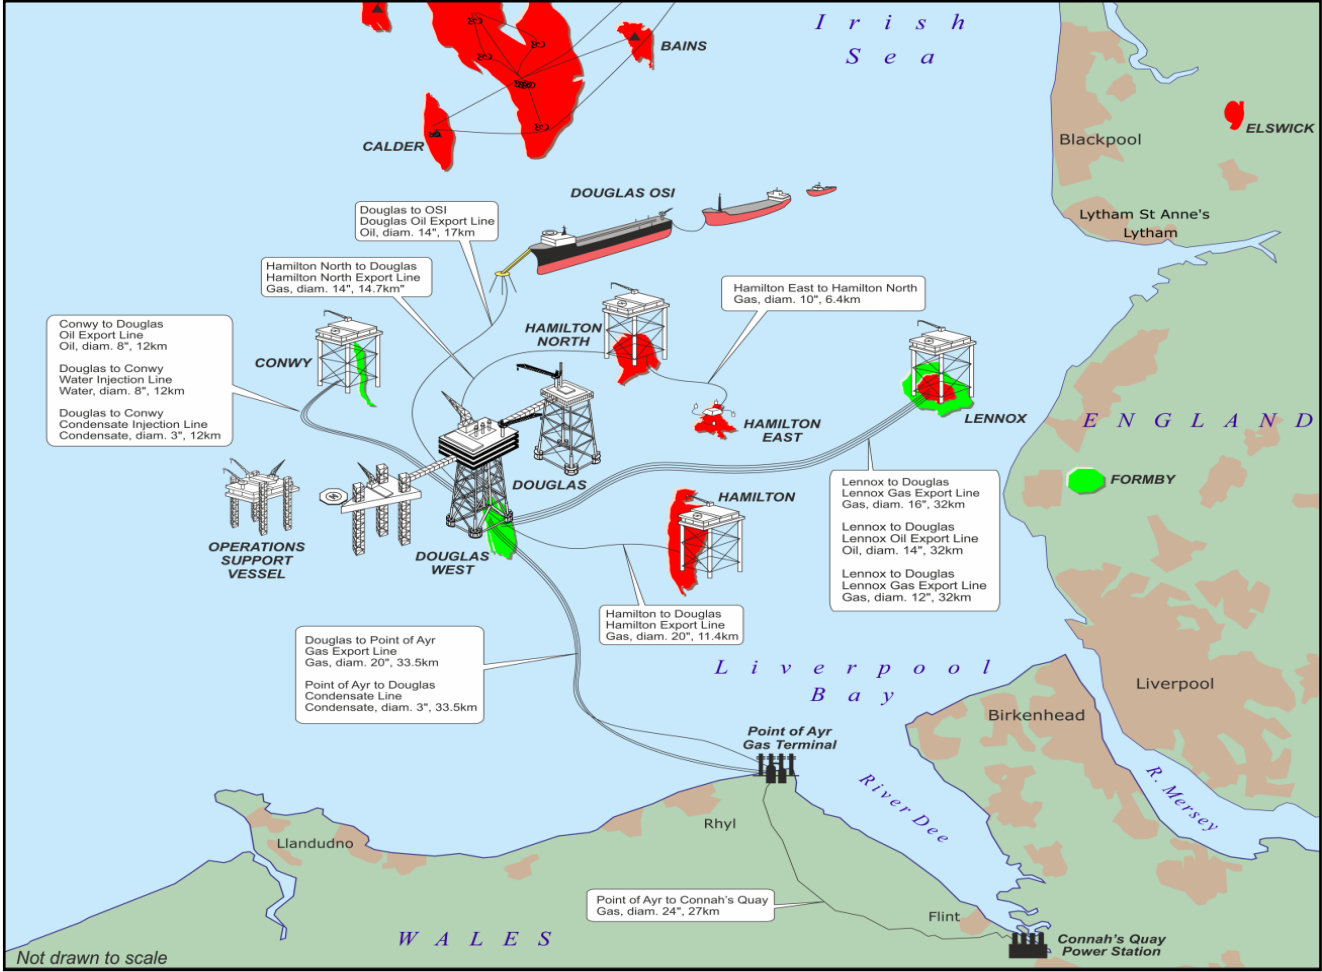 Irish
Sea
BAINS
CALDER
ELSWICK
Blackpool
DOUGLAS OSI
Lytham St Anne's
Lytham
Douglas to OSI
Douglas Oil Export Line
Oil, diam. 14", 17km
Hamilton North to Douglas
Hamilton North Export Line
Gas, diam. 14", 14.7km"
Hamilton East to Hamilton North
Gas, diam. 10", 6.4km
Conwy to Douglas
Oil Export Line
Oil, diam. 8", 12km
Douglas to Conwy
Water Injection Line
Water, diam. 8", 12km
Douglas to Conwy
Condensate Injection Line
Condensate, diam. 3", 12km
CONWY
HAMILTON
NORTH
HAMILTON
EAST
LENNOX
ENGLAND
FORMBY
DOUGLAS
HAMILTON
Lennox to Douglas
Lennox Gas Export Line
Gas, diam. 16", 32km
Lennox to Douglas
Lennox Oil Export Line
Oil, diam. 14", 32km
Lennox to Douglas
Lennox Gas Export Line
Gas, diam. 12", 32km
OPERATIONS
SUPPORT
VESSEL
DOUGLAS
WEST
Hamilton to Douglas
Hamilton Export Line
Gas, diam. 20", 11.4km
Douglas to Point of Ayr
Gas Export Line
Gas, diam. 20", 33.5km
Point of Ayr to Douglas
Condensate Line
Condensate, diam. 3", 33.5km
Liverpool
Bay
Liverpool
Birkenhead
Point of Ayr
Gas Terminal
River Dee
R. Mersey
Rhyl
Llandudno
Point of Ayr to Connah's Quay
Gas, diam. 24", 27km
Flint
WALES
Connah's Quay
Power Station
Not drawn to scale